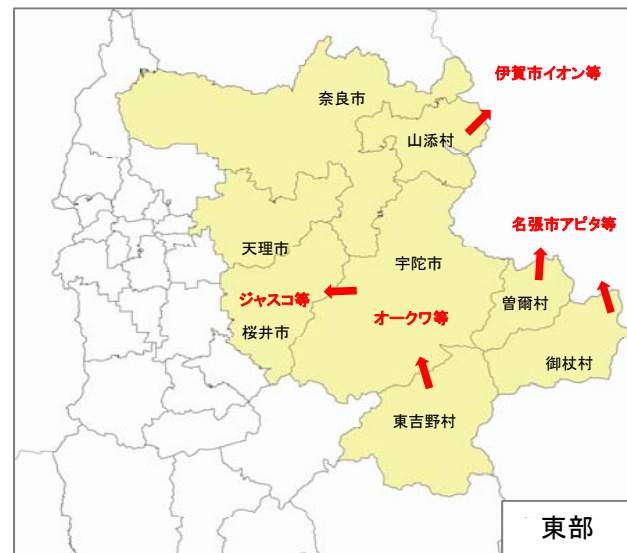 伊賀市イオン等
奈良市
山添村
名張市アピタ等
天理市
宇陀市
ジャスコ等
曽爾村
オークワ等
桜井市
御杖村
東吉野村
東部